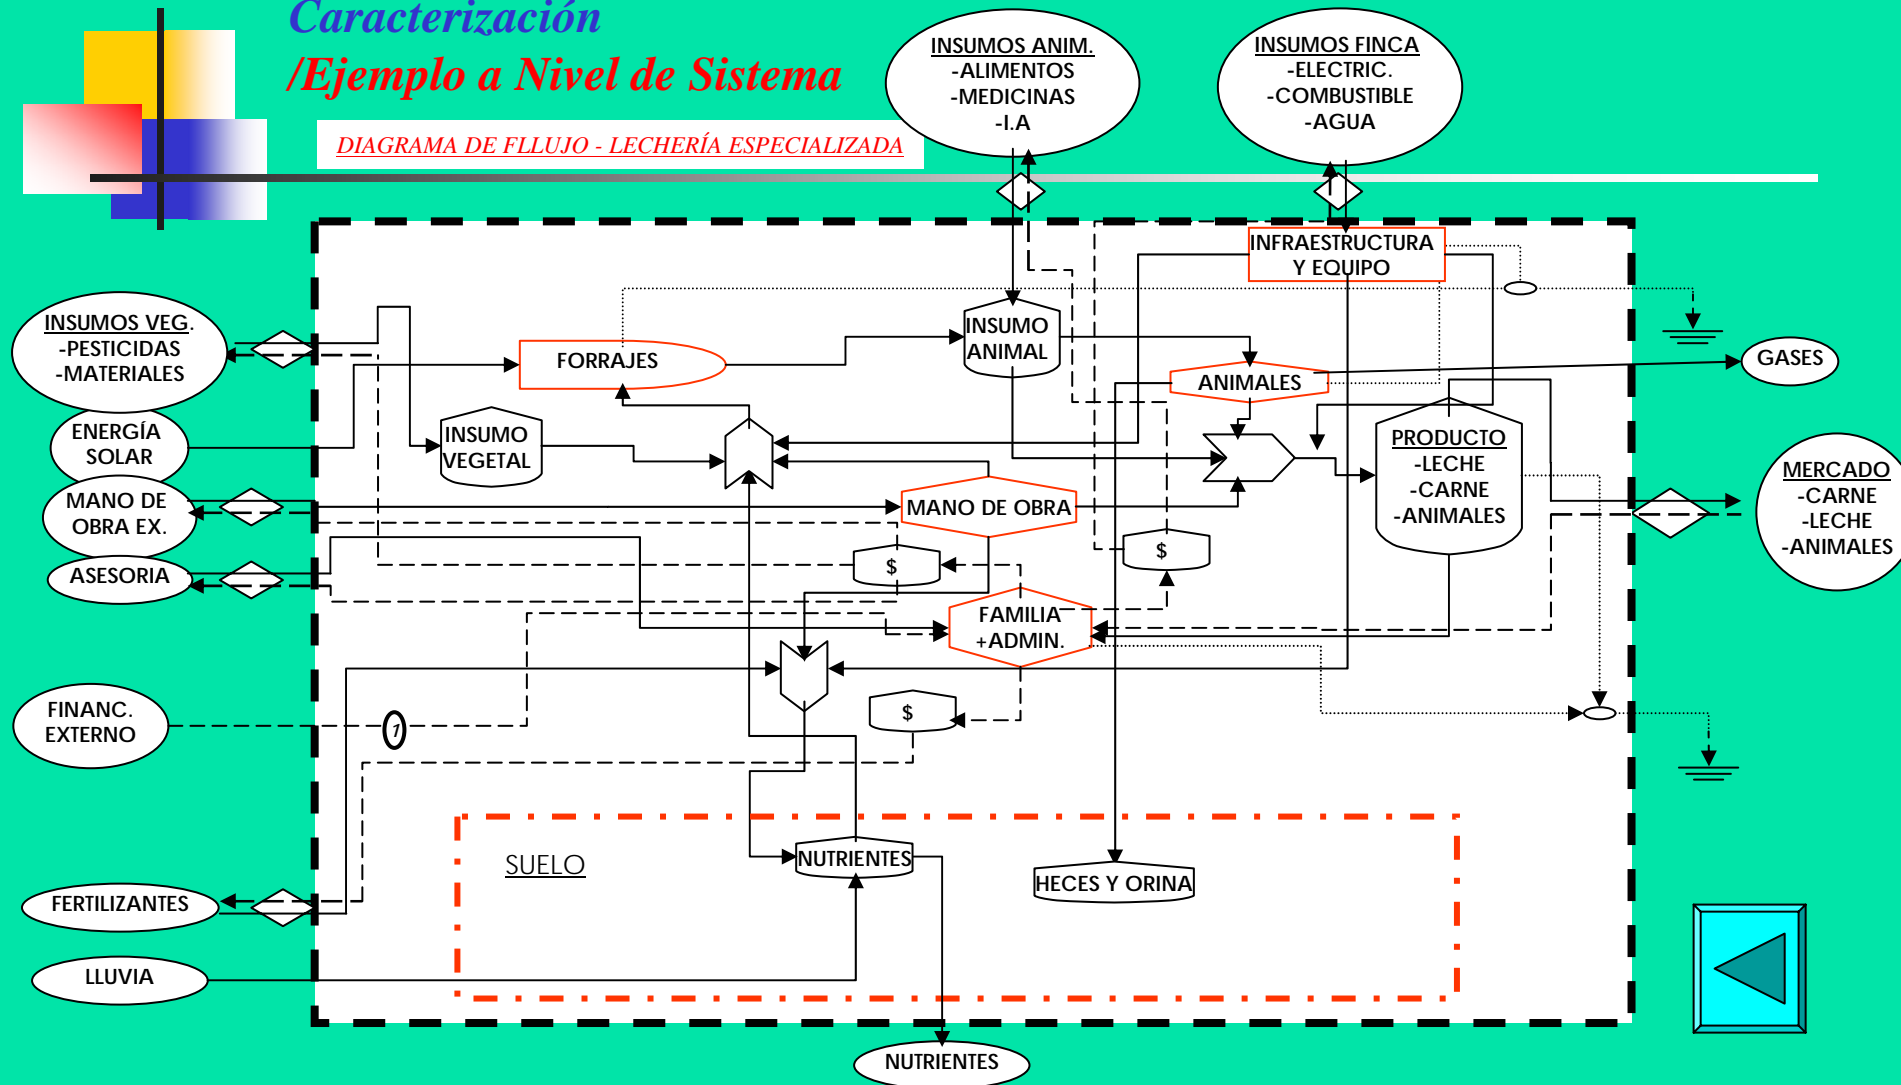 Caracterización
/Ejemplo a Nivel de Sistema
DIAGRAMA DE FLLUJO - LECHERÍA ESPECIALIZADA
INSUMOS ANIM.
-ALIMENTOS
-MEDICINAS
-I.A
INSUMOS FINCA
-ELECTRIC.
-COMBUSTIBLE
-AGUA
INFRAESTRUCTURA
Y EQUIPO
INSUMOS VEG.
-PESTICIDAS
-MATERIALES
FORRAJES
INSUMO
ANIMAL
ANIMALES
GASES
ENERGÍA
SOLAR
INSUMO
VEGETAL
PRODUCTO
-LECHE
-CARNE
-ANIMALES
MERCADO
-CARNE
-LECHE
-ANIMALES
MANO DE
OBRA EX.
MANO DE OBRA
ASESORIA
$
$
FAMILIA
+ADMIN.
FINANC.
EXTERNO
1
$
SUELO
NUTRIENTES
HECES Y ORINA
FERTILIZANTES
LLUVIA
NUTRIENTES